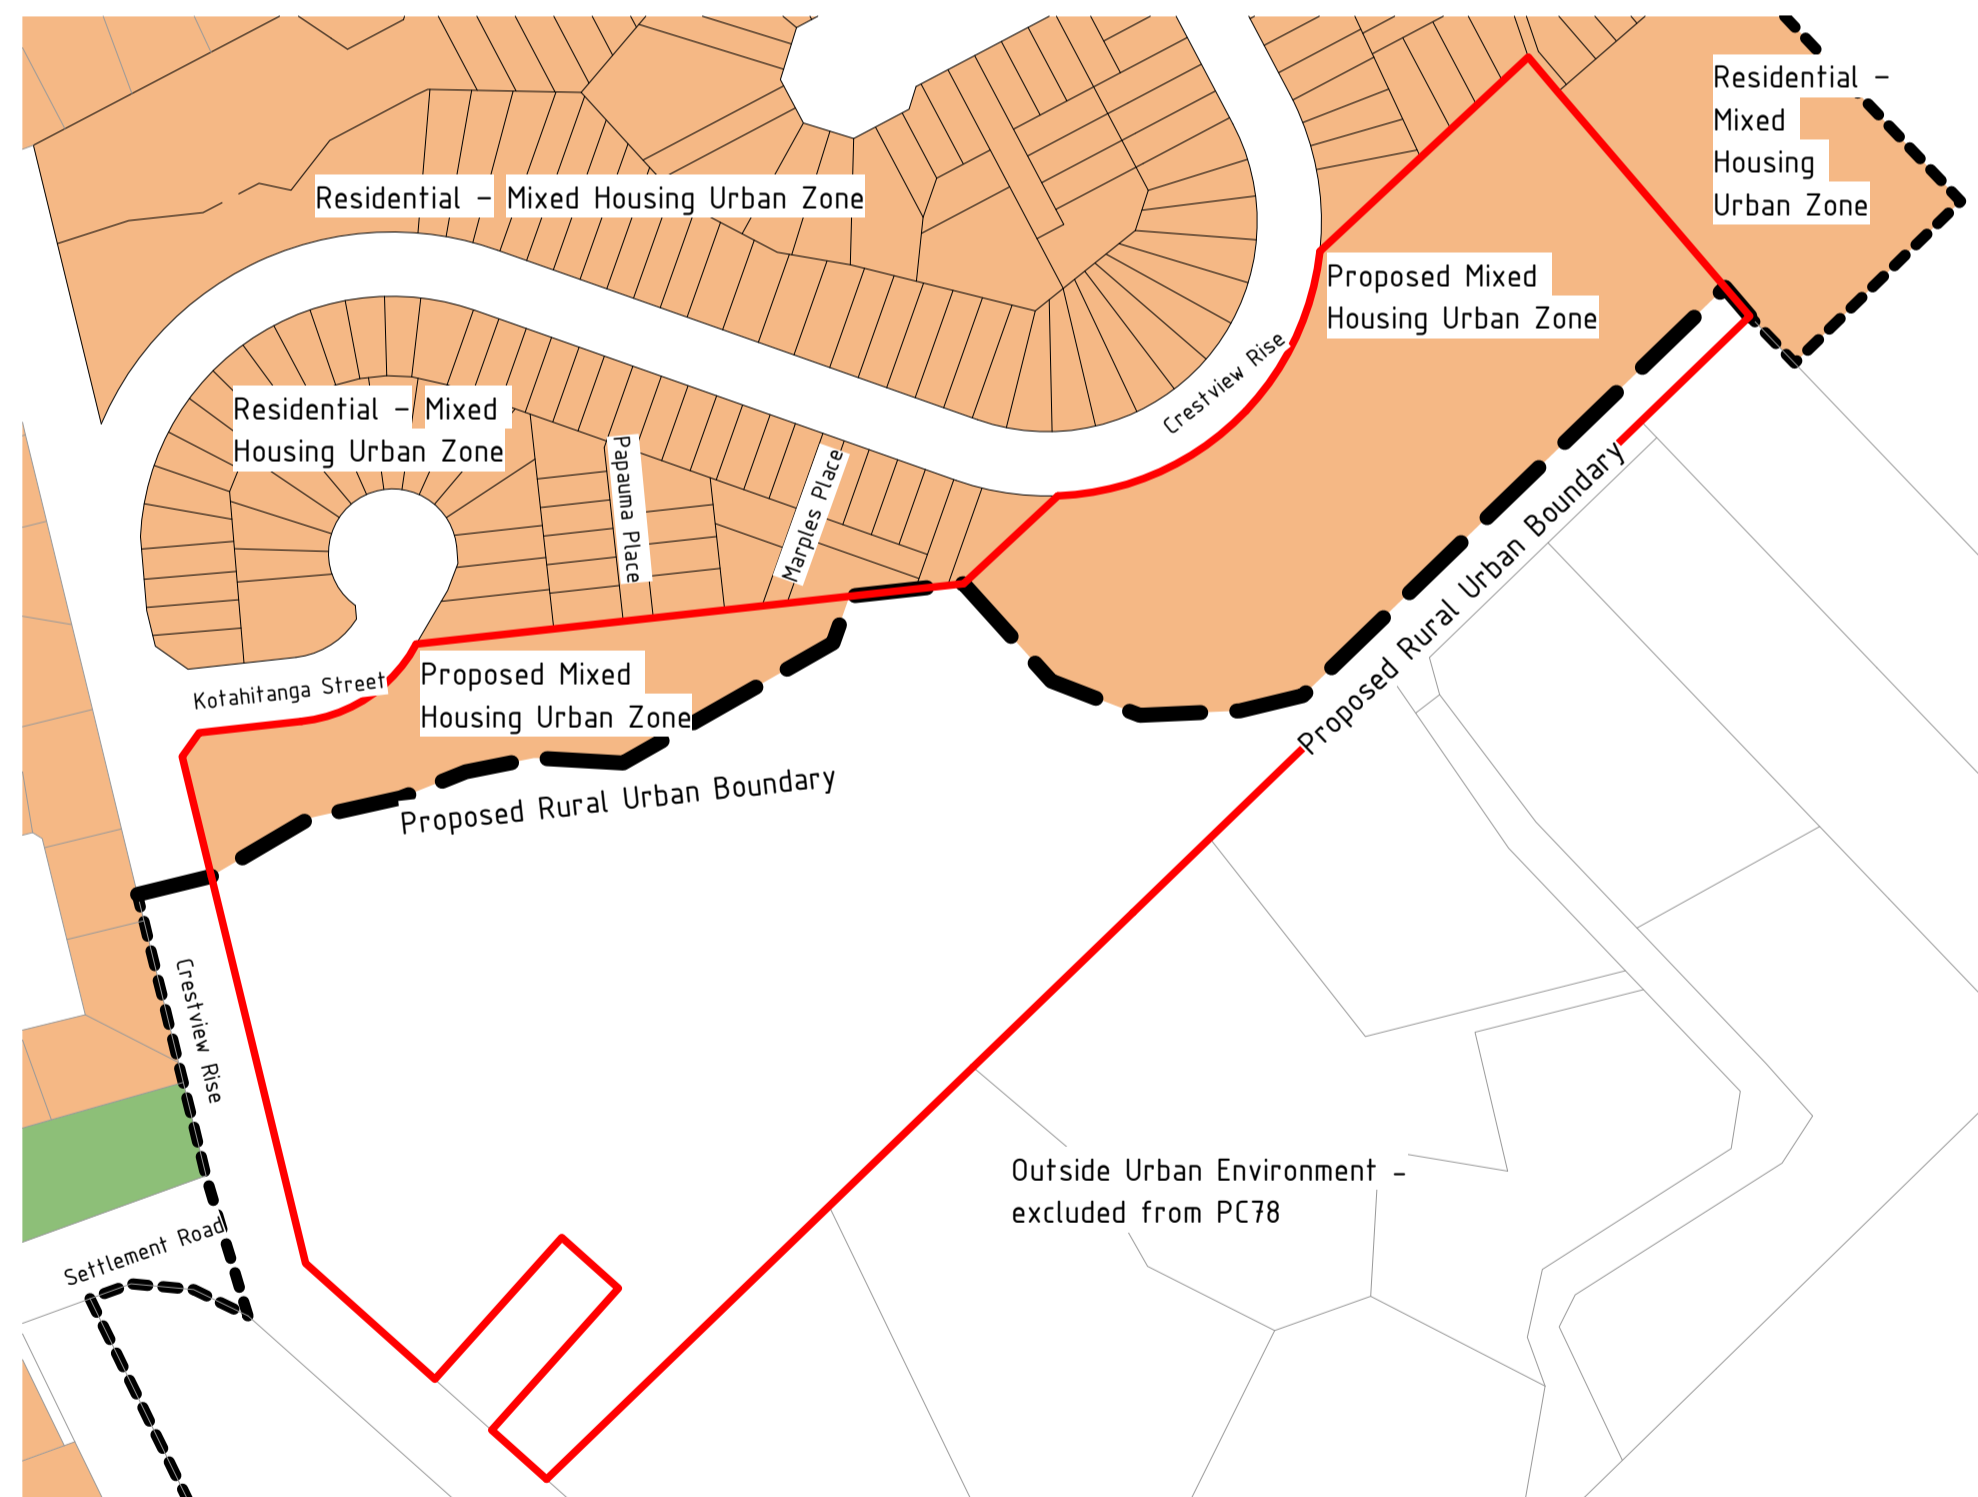 Residential -
Mixed
Housing
Urban Zone
Residential - Mixed Housing Urban Zone
Proposed Mixed
Housing Urban Zone
Crestview Rise
Residential - Mixed
Housing Urban Zone
Papauma Place
Marples Place
Proposed Rural Urban Boundary
Kotahitanga Street
Proposed Mixed
Housing Urban Zone
Proposed Rural Urban Boundary
Crestview Rise
Settlement Road
Outside Urban Environment -
excluded from PC78